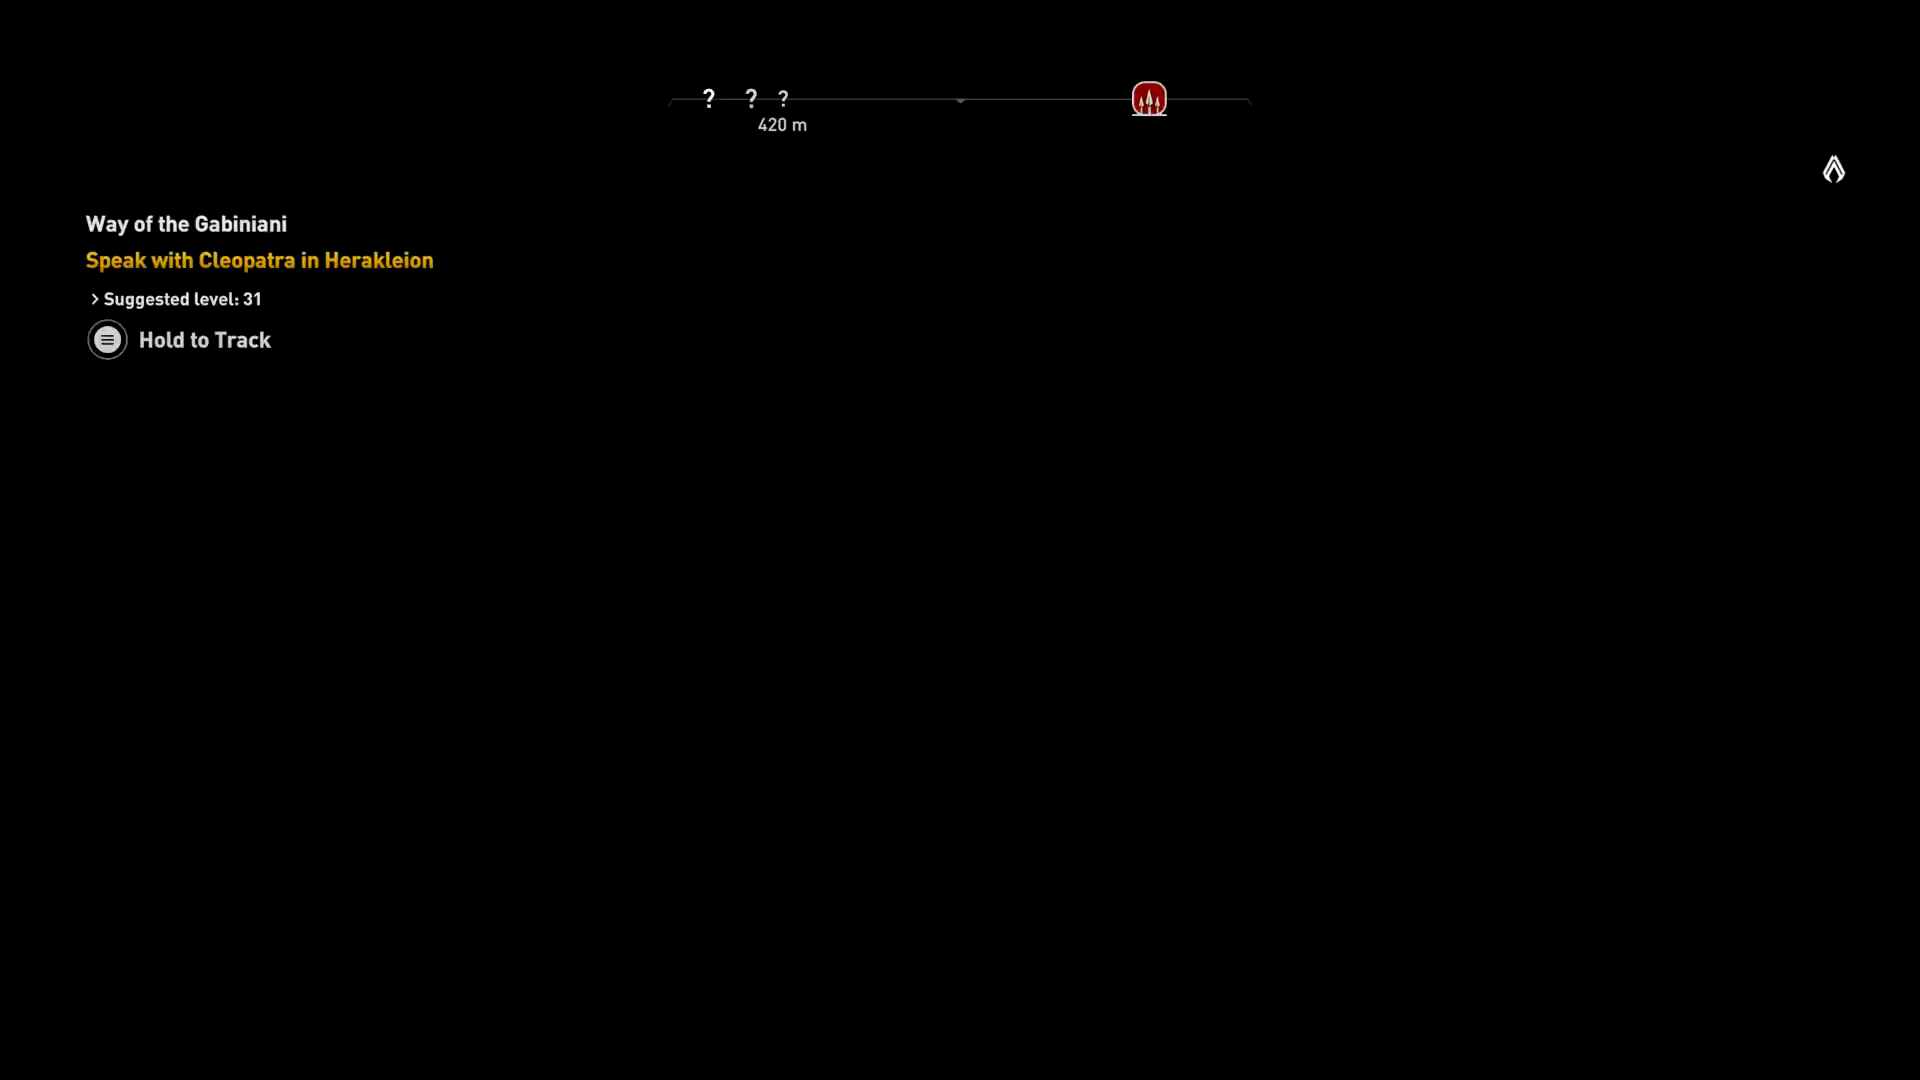 ? ? ?
420 m
Way of the Gabiniani
Speak with Cleopatra in Herakleion
> Suggested level: 31
Hold to Track